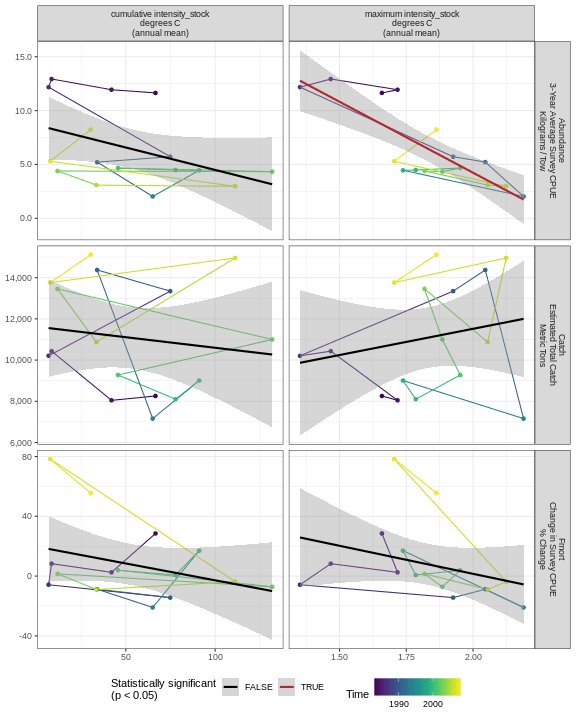 cumulative intensity_stock
degrees C
(annual mean)
maximum intensity_stock
degrees C
(annual mean)
15.0
10.0
5.0
0.0
Abundance
3-Year Average Survey CPUE
Kilograms / Tow
14,000
12,000
10,000
8,000
6,000
Catch
Estimated Total Catch
Metric Tons
80
40
0
-40
Fmort
Change in Survey CPUE
% Change
50
100
1.50
1.75
2.00
Statistically significant
(p < 0.05)
FALSE
TRUE
Time
1990
2000